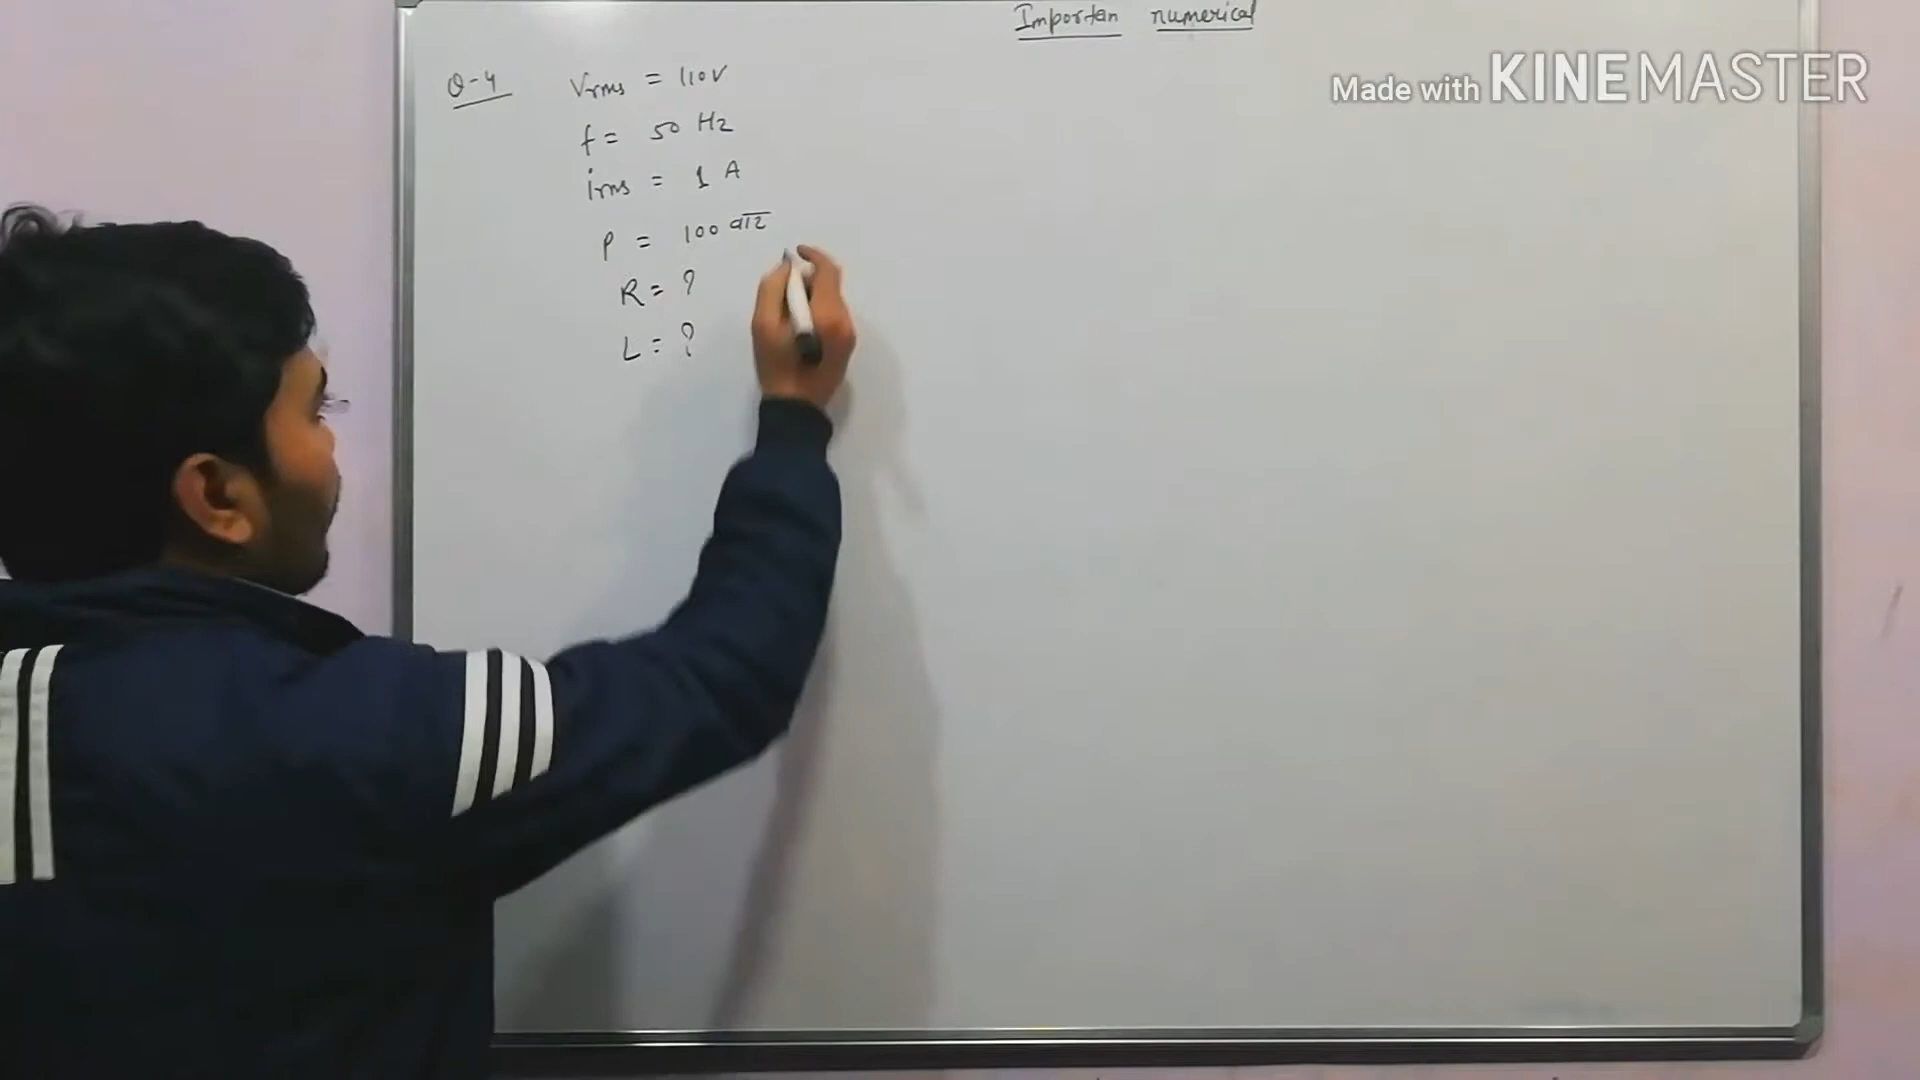 Importan numerical
Made with KINEMASTER
Q-4 Vrms = 110V
f = 50 Hz
irms = 1 A
P = 100 वाट
R = ?
L = ?